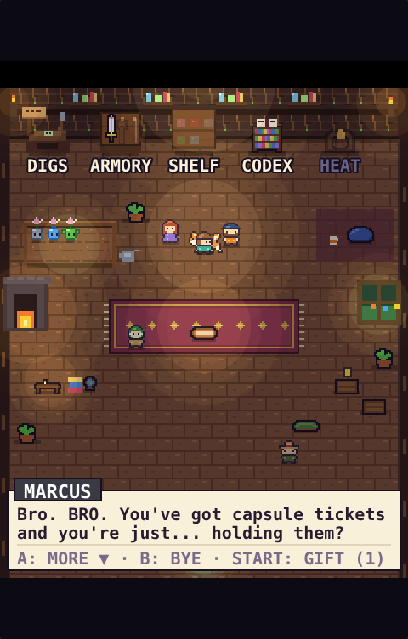 DIGS ARMORY SHELF CODEX HEAT
MARCUS
Bro. BRO. You've got capsule tickets
and you're just... holding them?
A: MORE ▼ · B: BYE · START: GIFT (1)